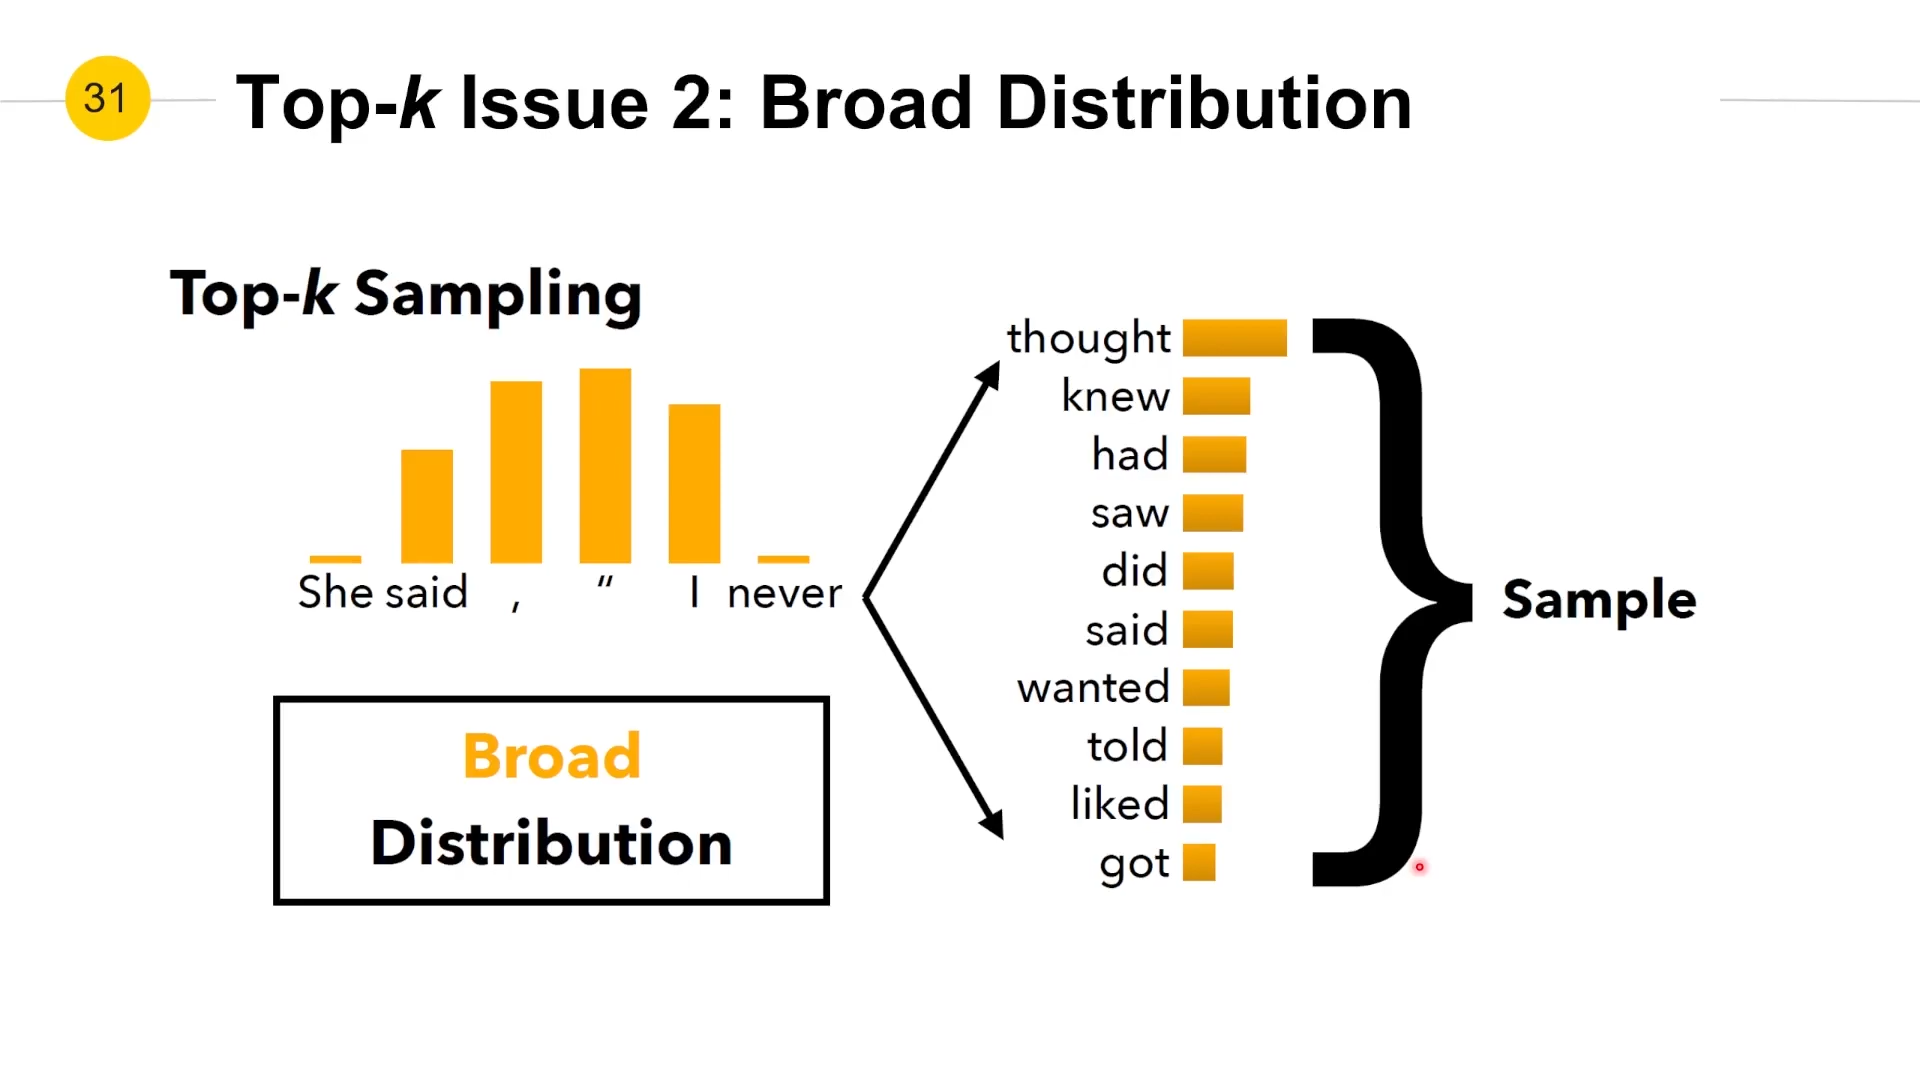 31
Top-k Issue 2: Broad Distribution
Top-k Sampling
She said , “ I never
Broad
Distribution
thought
knew
had
saw
did
said
wanted
told
liked
got
Sample